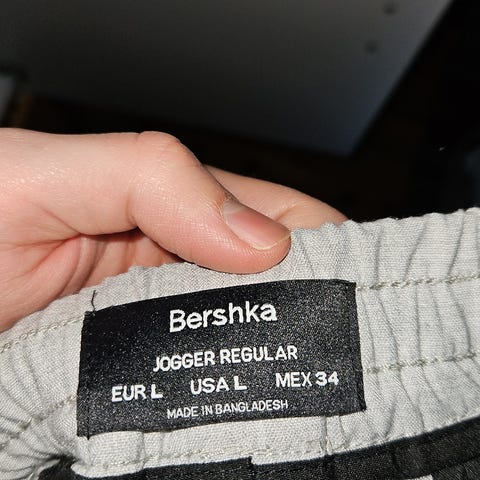 Bershka
JOGGER REGULAR
EUR L USA L MEX 34
MADE IN BANGLADESH